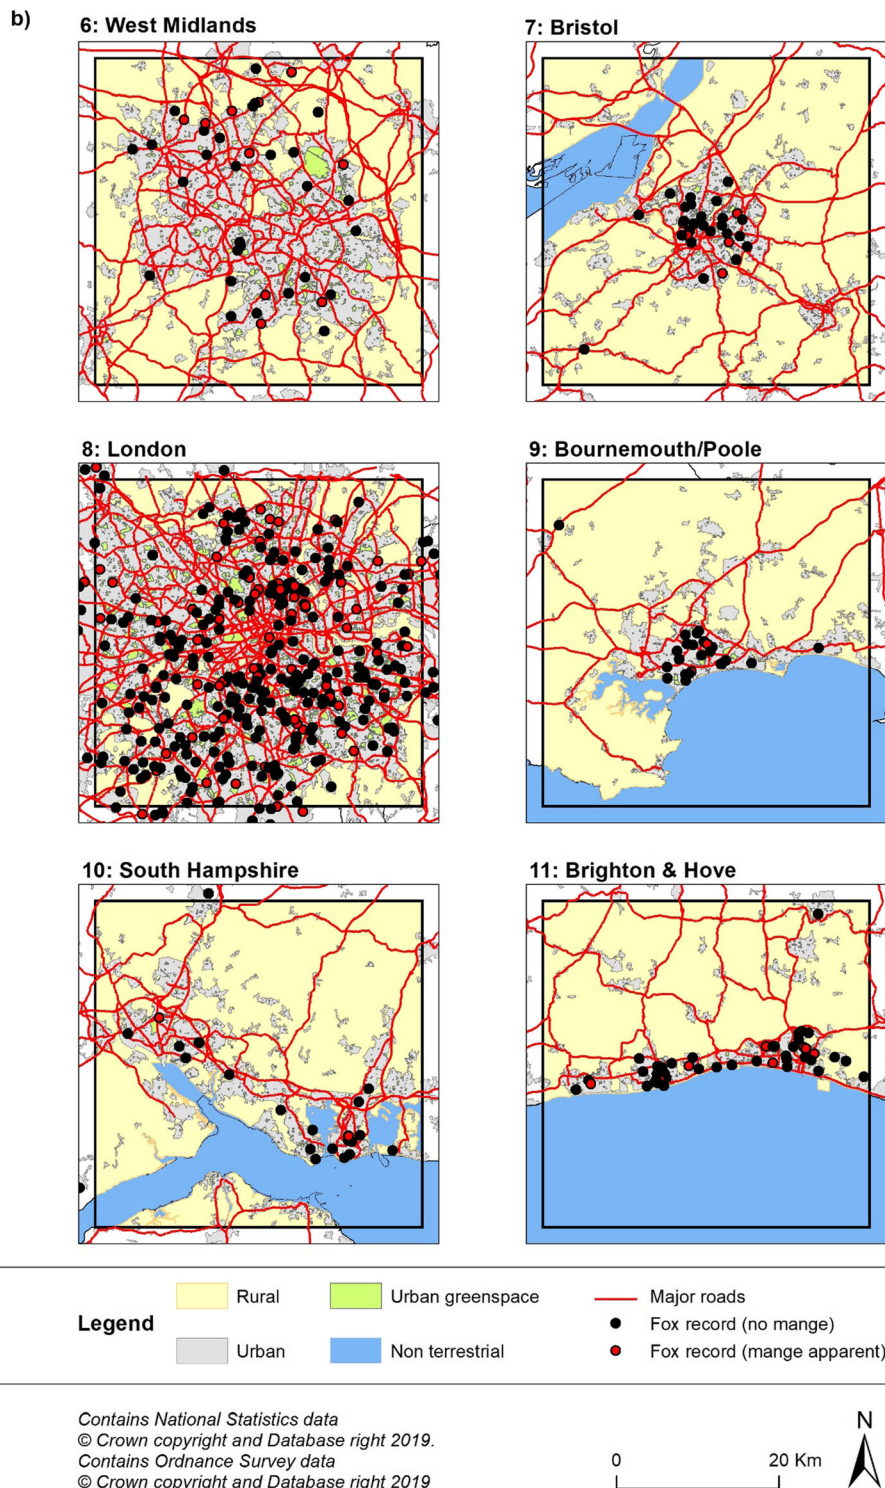 b)
6: West Midlands
7: Bristol
8: London
9: Bournemouth/Poole
10: South Hampshire
11: Brighton & Hove
Legend
Rural
Urban greenspace
Major roads
Fox record (no mange)
Urban
Non terrestrial
Fox record (mange apparent)
Contains National Statistics data
© Crown copyright and Database right 2019.
Contains Ordnance Survey data
© Crown copyright and Database right 2019
0
20 Km
N